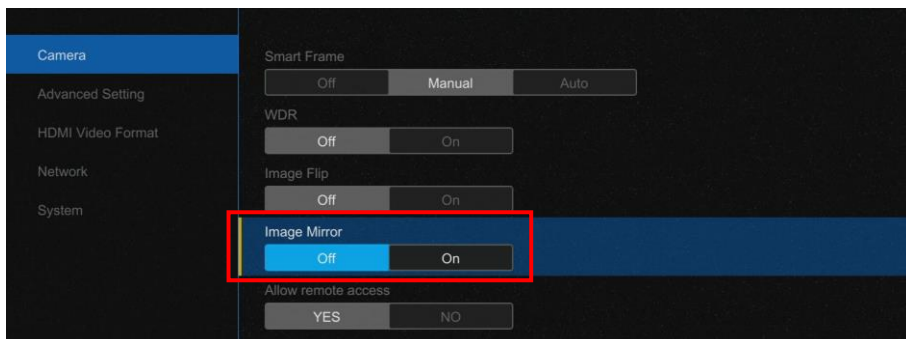 Camera
Advanced Setting
HDMI Video Format
Network
System
Smart Frame
Off Manual Auto
WDR
Off On
Image Flip
Off On
Image Mirror
Off On
Allow remote access
YES NO